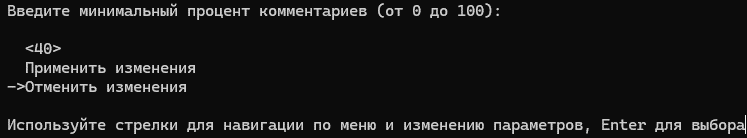 Введите минимальный процент комментариев (от 0 до 100):
<40>
Применить изменения
->Отменить изменения
Используйте стрелки для навигации по меню и изменению параметров, Enter для выбора